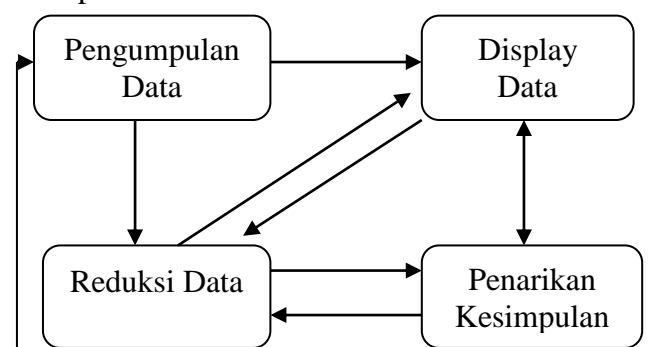 Pengumpulan
Data
Display
Data
Reduksi Data
Penarikan
Kesimpulan